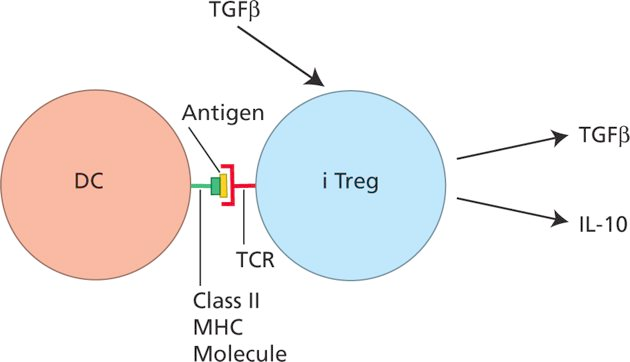 TGFβ
Antigen
DC
i Treg
TGFβ
IL-10
TCR
Class II
MHC
Molecule